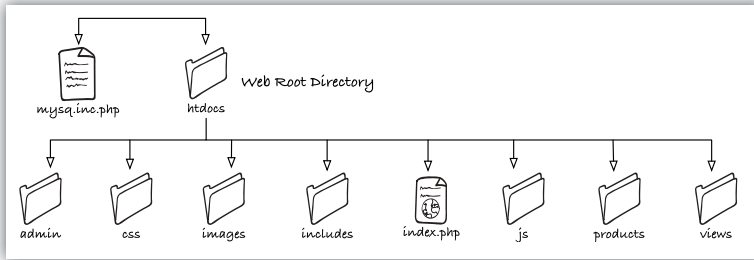 Web Root Directory
mysq.inc.php
htdocs
admin
css
images
includes
index.php
js
products
views